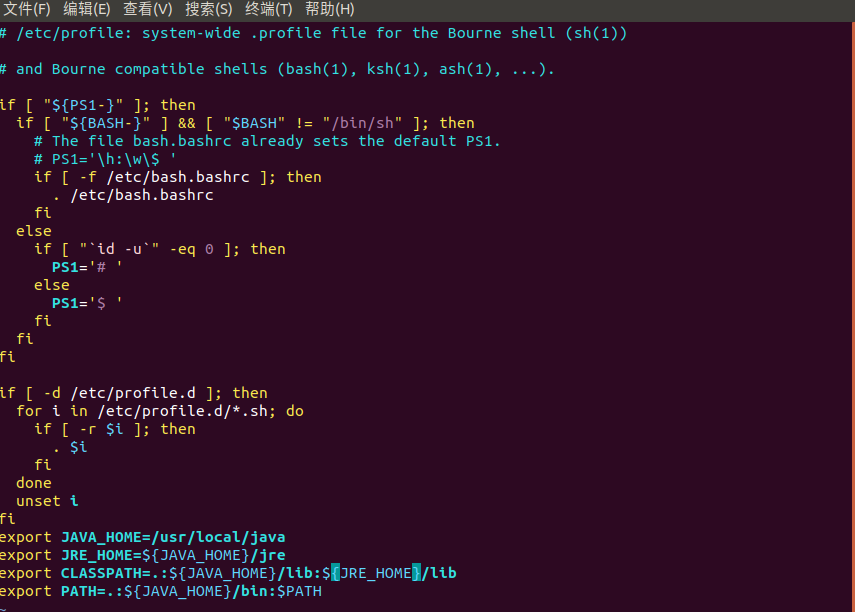 文件(F) 编辑(E) 查看(V) 搜索(S) 终端(T) 帮助(H)
# /etc/profile: system-wide .profile file for the Bourne shell (sh(1))
# and Bourne compatible shells (bash(1), ksh(1), ash(1), ...).
if [ "${PS1-}" ]; then
  if [ "${BASH-}" ] && [ "$BASH" != "/bin/sh" ]; then
    # The file bash.bashrc already sets the default PS1.
    # PS1='\h:\w\$ '
    if [ -f /etc/bash.bashrc ]; then
      . /etc/bash.bashrc
    fi
  else
    if [ "`id -u`" -eq 0 ]; then
      PS1='# '
    else
      PS1='$ '
    fi
  fi
fi
if [ -d /etc/profile.d ]; then
  for i in /etc/profile.d/*.sh; do
    if [ -r $i ]; then
      . $i
    fi
  done
  unset i
fi
export JAVA_HOME=/usr/local/java
export JRE_HOME=${JAVA_HOME}/jre
export CLASSPATH=.:${JAVA_HOME}/lib:${JRE_HOME}/lib
export PATH=.:${JAVA_HOME}/bin:$PATH
~